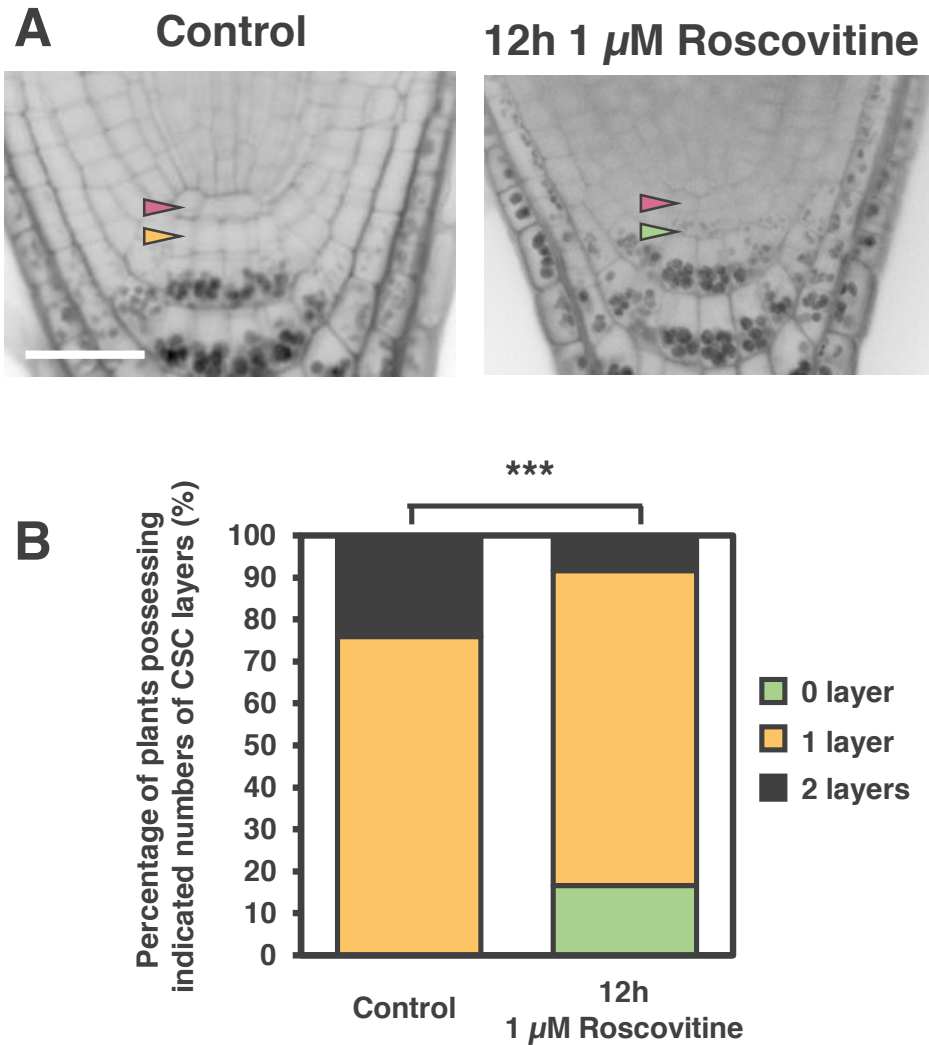 A
Control
12h 1 µM Roscovitine
B
***
Percentage of plants possessing
indicated numbers of CSC layers (%)
100
90
80
70
60
50
40
30
20
10
0
0 layer
1 layer
2 layers
Control
12h
1 µM Roscovitine